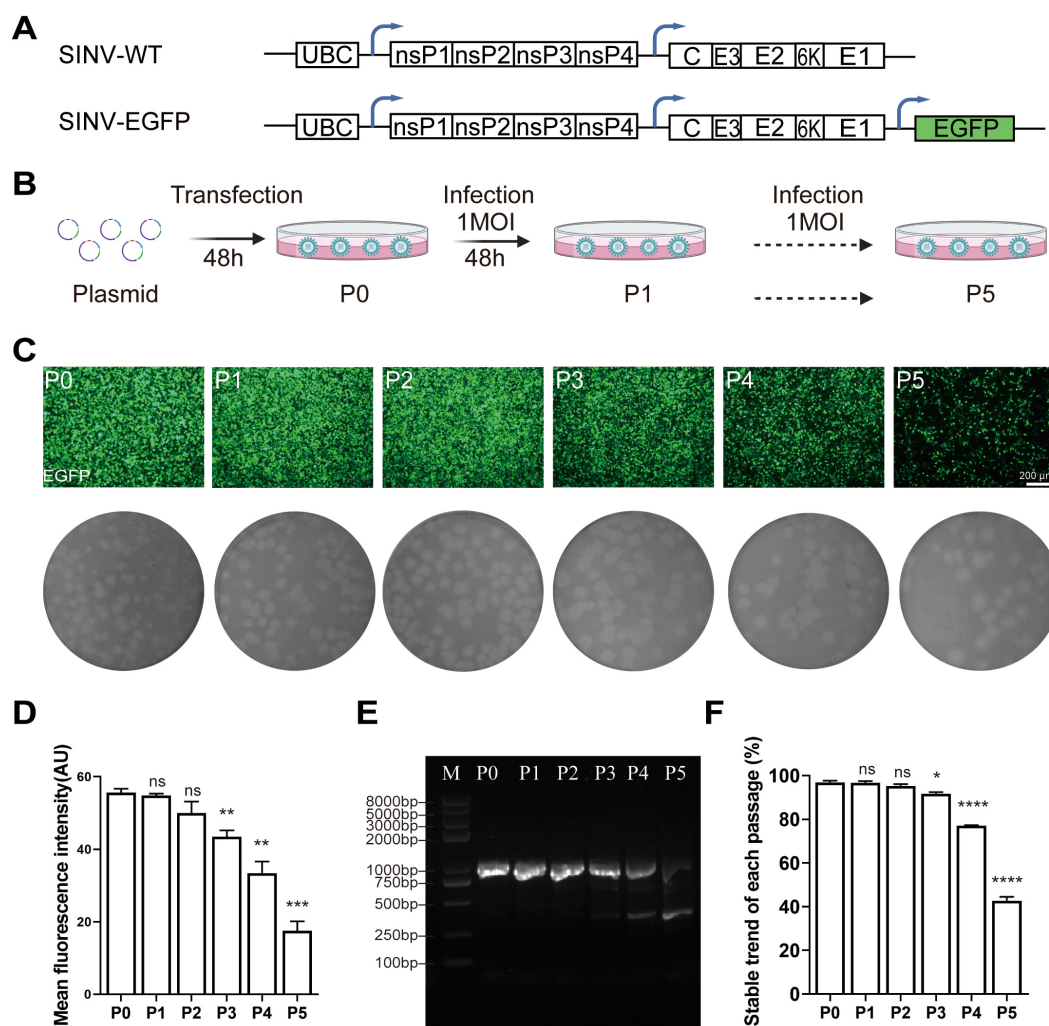 A
SINV-WT
UBC nsP1 nsP2 nsP3 nsP4 C E3 E2 6K E1
SINV-EGFP
UBC nsP1 nsP2 nsP3 nsP4 C E3 E2 6K E1 EGFP
B
Transfection Infection Infection
1MOI 1MOI
48h 48h
Plasmid P0 P1 P5
C
P0 P1 P2 P3 P4 P5
EGFP 200 μm
D
Mean fluorescence intensity(AU)
60
40
20
0
ns ns ** ** ***
P0 P1 P2 P3 P4 P5
E
M P0 P1 P2 P3 P4 P5
8000bp
5000bp
3000bp
2000bp
1000bp
750bp
500bp
250bp
100bp
F
Stable trend of each passage (%)
100
80
60
40
20
0
ns ns * **** ****
P0 P1 P2 P3 P4 P5